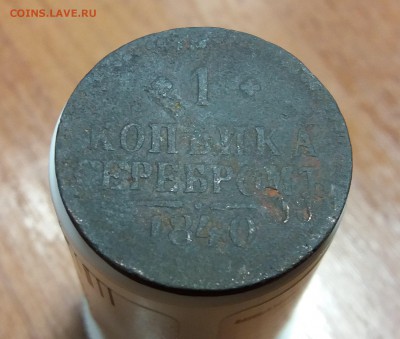 COINS.LAVE.RU
1
КОПѢЙКА
СЕРЕБРОМЪ
1840